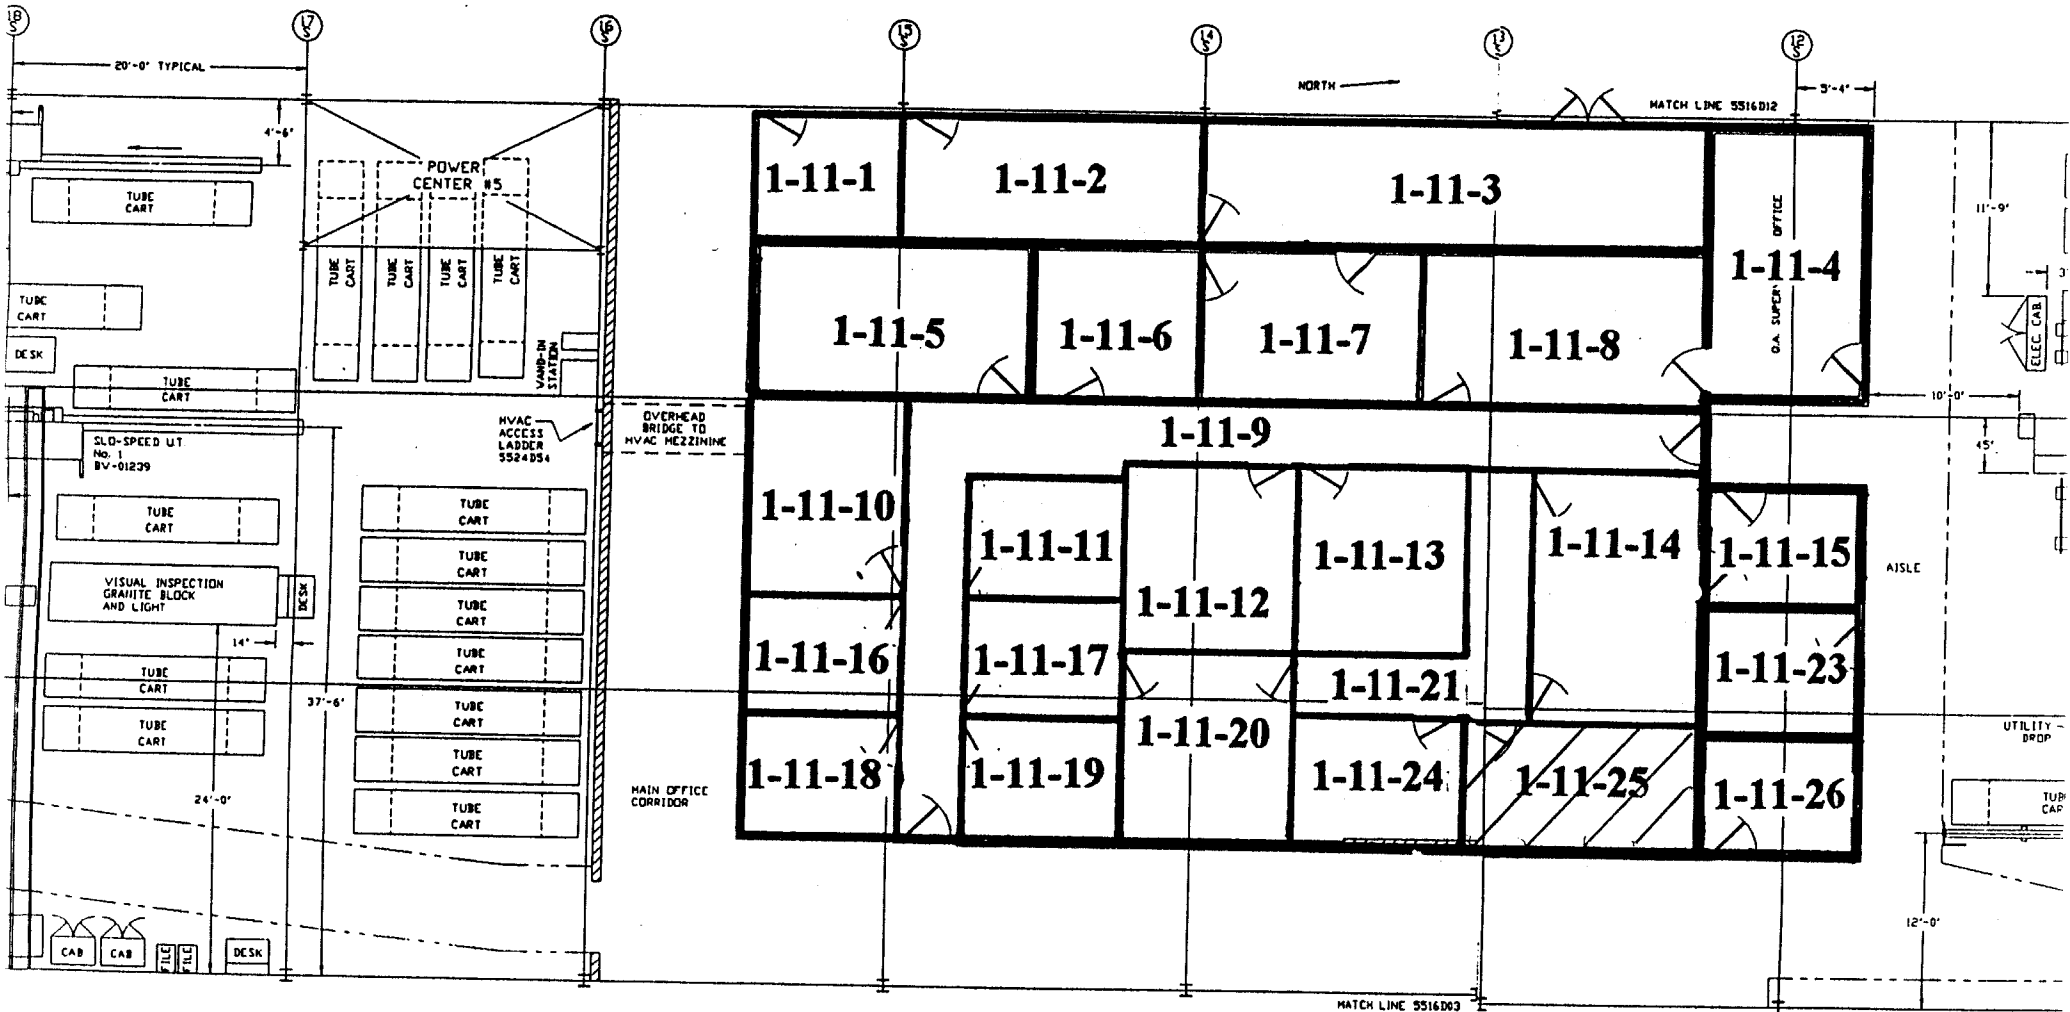 18 S
17 S
16 S
15 S
14 S
13 S
12 S
20'-0" TYPICAL
NORTH
5'-4"
MATCH LINE 5516D12
4'-6"
POWER
CENTER #5
TUBE
CART
1-11-1
1-11-2
1-11-3
1-11-4
Q.A. SUPER
OFFICE
11'-9"
TUBE
CART
TUBE
CART
TUBE
CART
TUBE
CART
TUBE
CART
DESK
WAND-IN
STATION
1-11-5
1-11-6
1-11-7
1-11-8
ELEC. CAB.
TUBE
CART
10'-0"
HVAC
ACCESS
LADDER
5524D54
OVERHEAD
BRIDGE TO
HVAC MEZZININE
1-11-9
45"
SLO-SPEED U.T.
No. 1
BV-01239
TUBE
CART
TUBE
CART
1-11-10
1-11-11
1-11-12
1-11-13
1-11-14
1-11-15
AISLE
TUBE
CART
VISUAL INSPECTION
GRANITE BLOCK
AND LIGHT
DESK
TUBE
CART
14"
TUBE
CART
TUBE
CART
1-11-16
1-11-17
1-11-21
1-11-23
37'-6"
TUBE
CART
TUBE
CART
1-11-20
UTILITY
DROP
TUBE
CART
1-11-18
1-11-19
1-11-24
1-11-25
1-11-26
24'-0"
MAIN OFFICE
CORRIDOR
TUBE
CART
12'-0"
CAB
CAB
FILE
FILE
DESK
MATCH LINE 5516D03